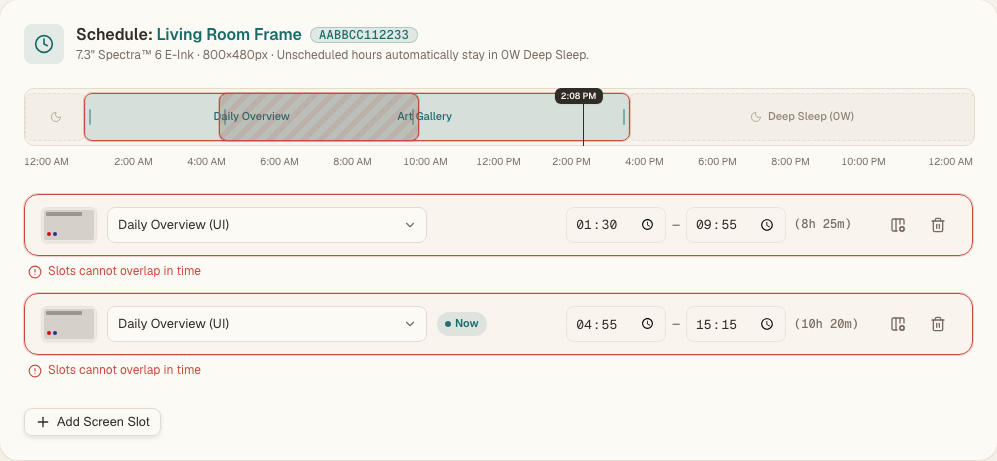 Schedule: Living Room Frame AABBCC112233
7.3" Spectra™ 6 E-Ink · 800×480px · Unscheduled hours automatically stay in 0W Deep Sleep.
2:08 PM
Daily Overview Art Gallery Deep Sleep (0W)
12:00 AM 2:00 AM 4:00 AM 6:00 AM 8:00 AM 10:00 AM 12:00 PM 2:00 PM 4:00 PM 6:00 PM 8:00 PM 10:00 PM 12:00 AM
Daily Overview (UI) 01:30 – 09:55 (8h 25m)
Slots cannot overlap in time
Daily Overview (UI) Now 04:55 – 15:15 (10h 20m)
Slots cannot overlap in time
Add Screen Slot